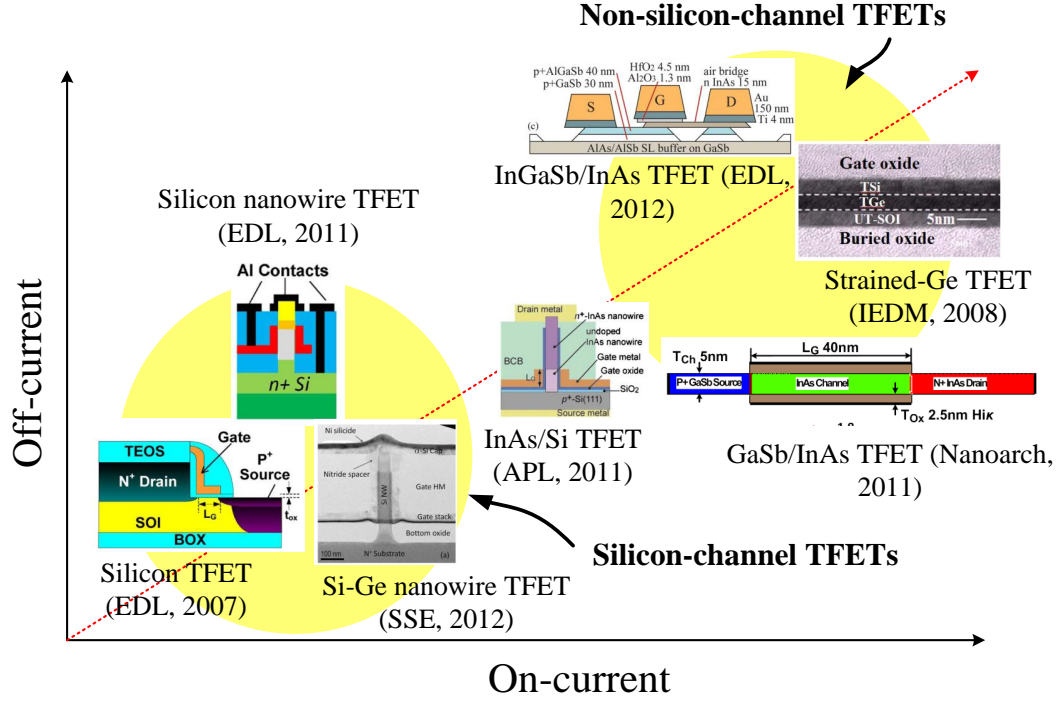 Non-silicon-channel TFETs
p+AlGaSb 40 nm
p+GaSb 30 nm
HfO2 4.5 nm
Al2O3 1.3 nm
air bridge
n InAs 15 nm
Au
150 nm
Ti 4 nm
S
G
D
(c)
AlAs/AlSb SL buffer on GaSb
InGaSb/InAs TFET (EDL,
2012)
Gate oxide
TSi
TGe
UT-SOI 5nm
Buried oxide
Strained-Ge TFET
(IEDM, 2008)
Silicon nanowire TFET
(EDL, 2011)
Al Contacts
n+ Si
Drain metal
n+-InAs nanowire
undoped
InAs nanowire
BCB
LG
Gate metal
Gate oxide
SiO2
p+-Si(111)
Source metal
InAs/Si TFET
(APL, 2011)
LG 40nm
TCh 5nm
P+ GaSb Source
InAs Channel
N+ InAs Drain
TOx 2.5nm Hiκ
GaSb/InAs TFET (Nanoarch,
2011)
Gate
TEOS
P+
Source
N+ Drain
LG
tox
SOI
BOX
Silicon TFET
(EDL, 2007)
Ni silicide
α-Si Cap
Nitride spacer
Si NW
Gate HM
Gate stack
Bottom oxide
100 nm
N+ Substrate
(a)
Si-Ge nanowire TFET
(SSE, 2012)
Silicon-channel TFETs
Off-current
On-current